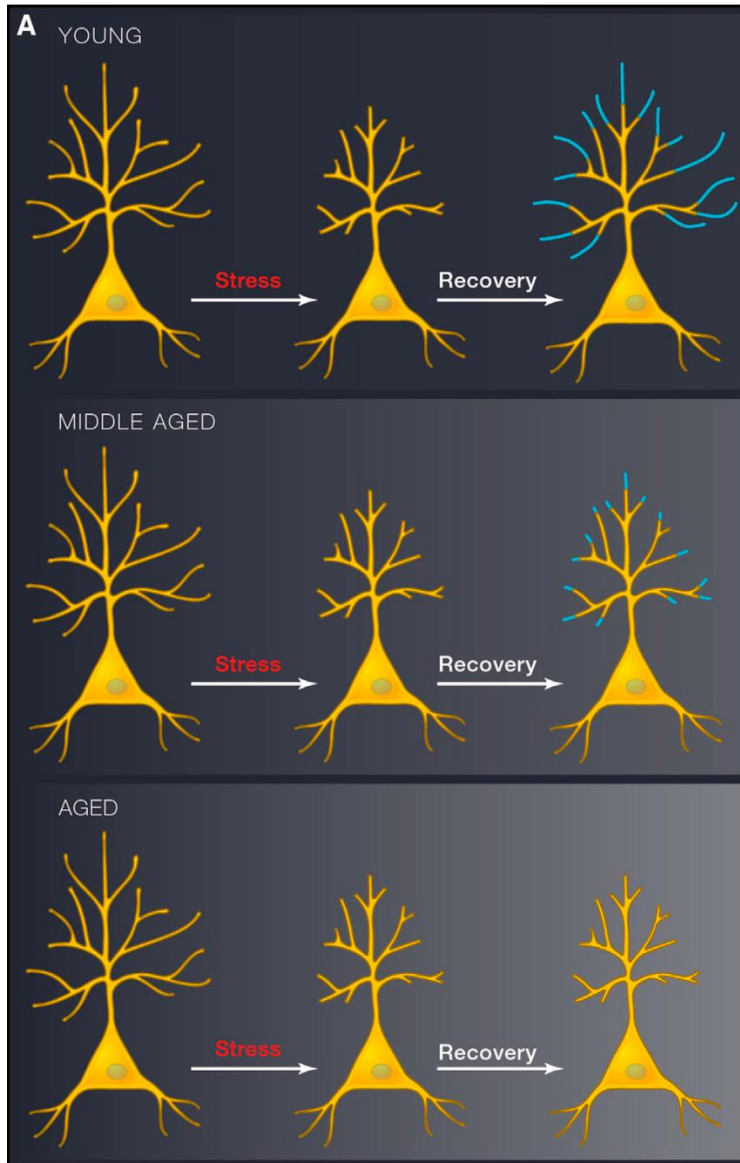 A
YOUNG
Stress
Recovery
MIDDLE AGED
Stress
Recovery
AGED
Stress
Recovery